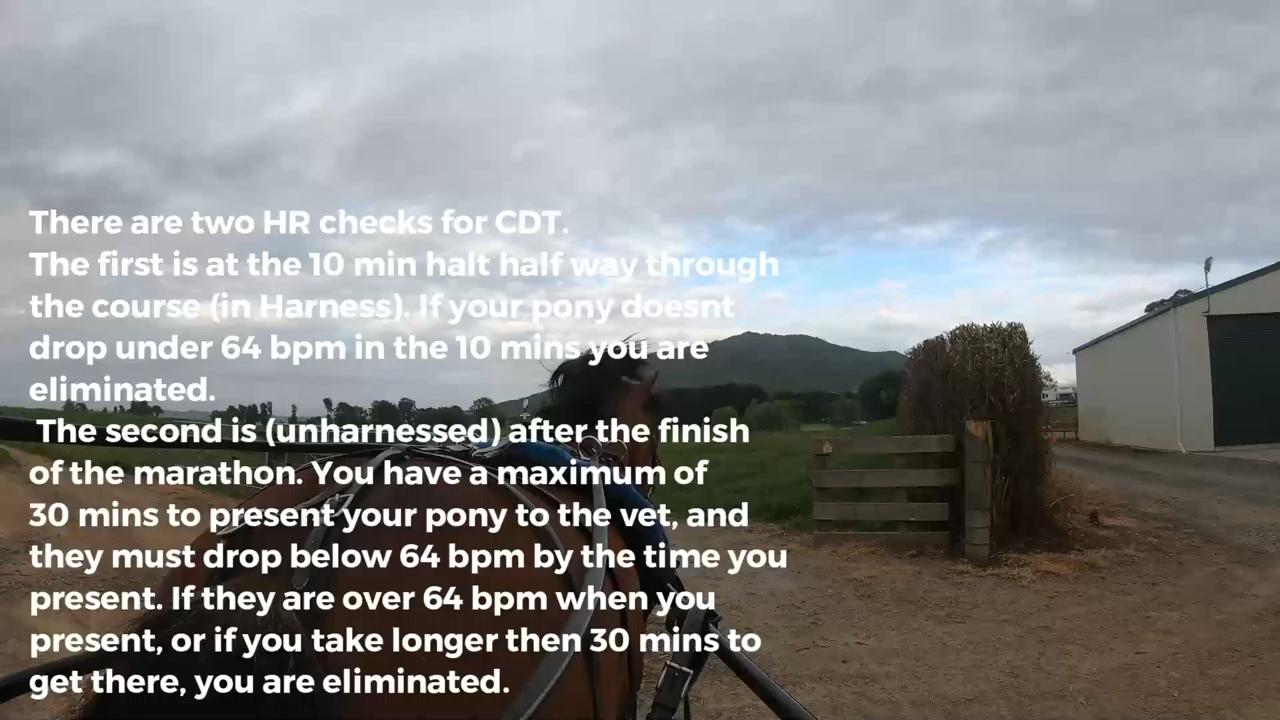 There are two HR checks for CDT.
The first is at the 10 min halt half way through
the course (in Harness). If your pony doesnt
drop under 64 bpm in the 10 mins you are
eliminated.
The second is (unharnessed) after the finish
of the marathon. You have a maximum of
30 mins to present your pony to the vet, and
they must drop below 64 bpm by the time you
present. If they are over 64 bpm when you
present, or if you take longer then 30 mins to
get there, you are eliminated.